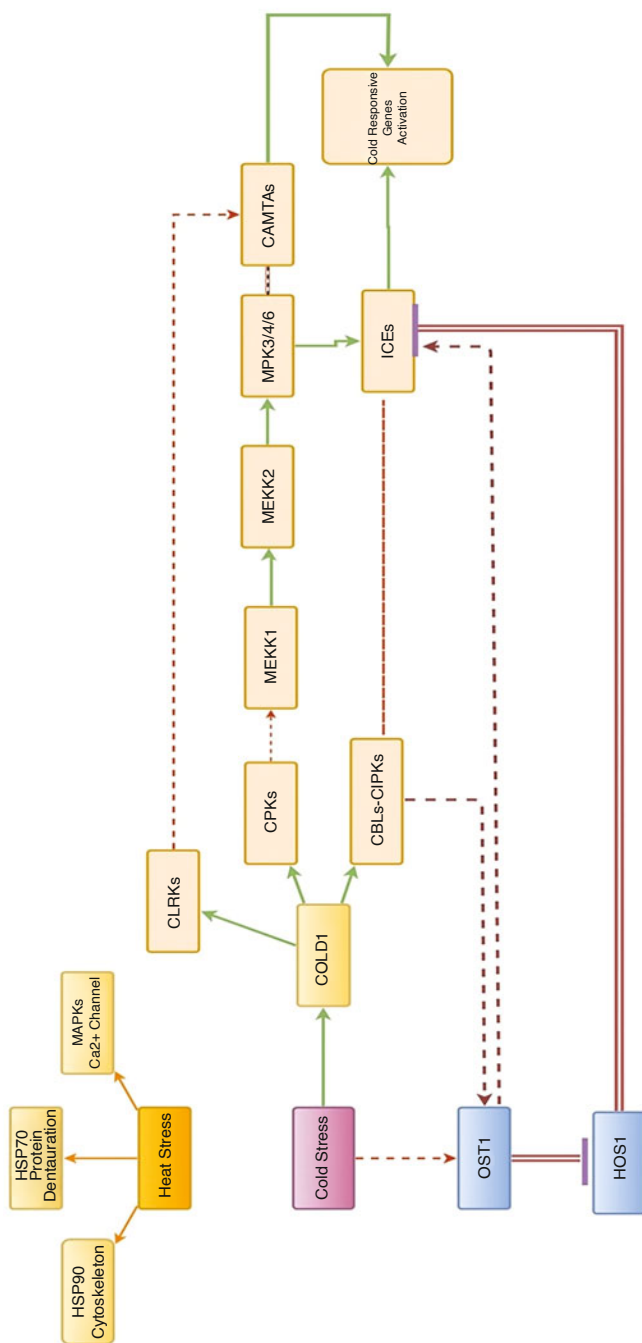 HSP90
Cytoskeleton
HSP70
Protein
Dentauration
MAPKs
Ca2+ Channel
Heat Stress
CLRKs
Cold Stress
COLD1
CPKs
MEKK1
MEKK2
MPK3/4/6
CAMTAs
CBLs-CIPKs
ICEs
Cold Responsive
Genes
Activation
OST1
HOS1